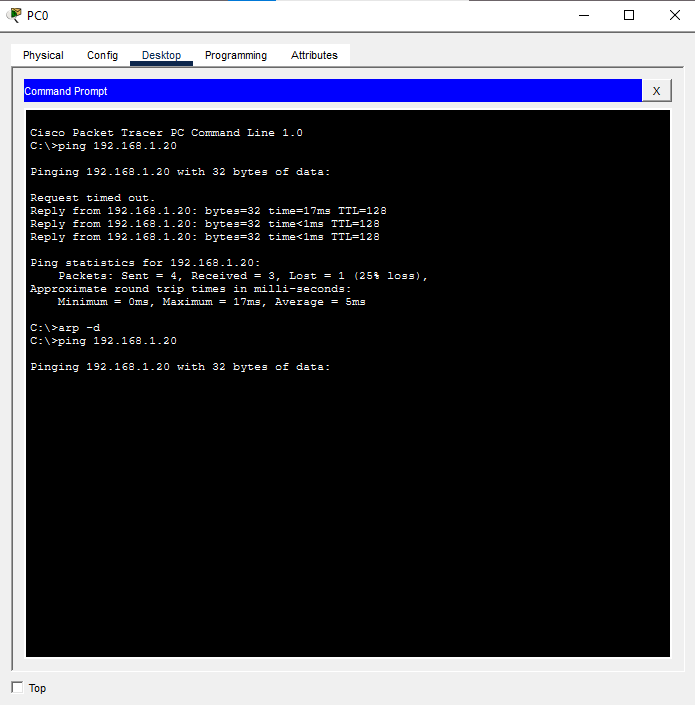 PC0
Physical Config Desktop Programming Attributes
Command Prompt X
Cisco Packet Tracer PC Command Line 1.0
C:\>ping 192.168.1.20
Pinging 192.168.1.20 with 32 bytes of data:
Request timed out.
Reply from 192.168.1.20: bytes=32 time=17ms TTL=128
Reply from 192.168.1.20: bytes=32 time<1ms TTL=128
Reply from 192.168.1.20: bytes=32 time<1ms TTL=128
Ping statistics for 192.168.1.20:
    Packets: Sent = 4, Received = 3, Lost = 1 (25% loss),
Approximate round trip times in milli-seconds:
    Minimum = 0ms, Maximum = 17ms, Average = 5ms
C:\>arp -d
C:\>ping 192.168.1.20
Pinging 192.168.1.20 with 32 bytes of data:
Top